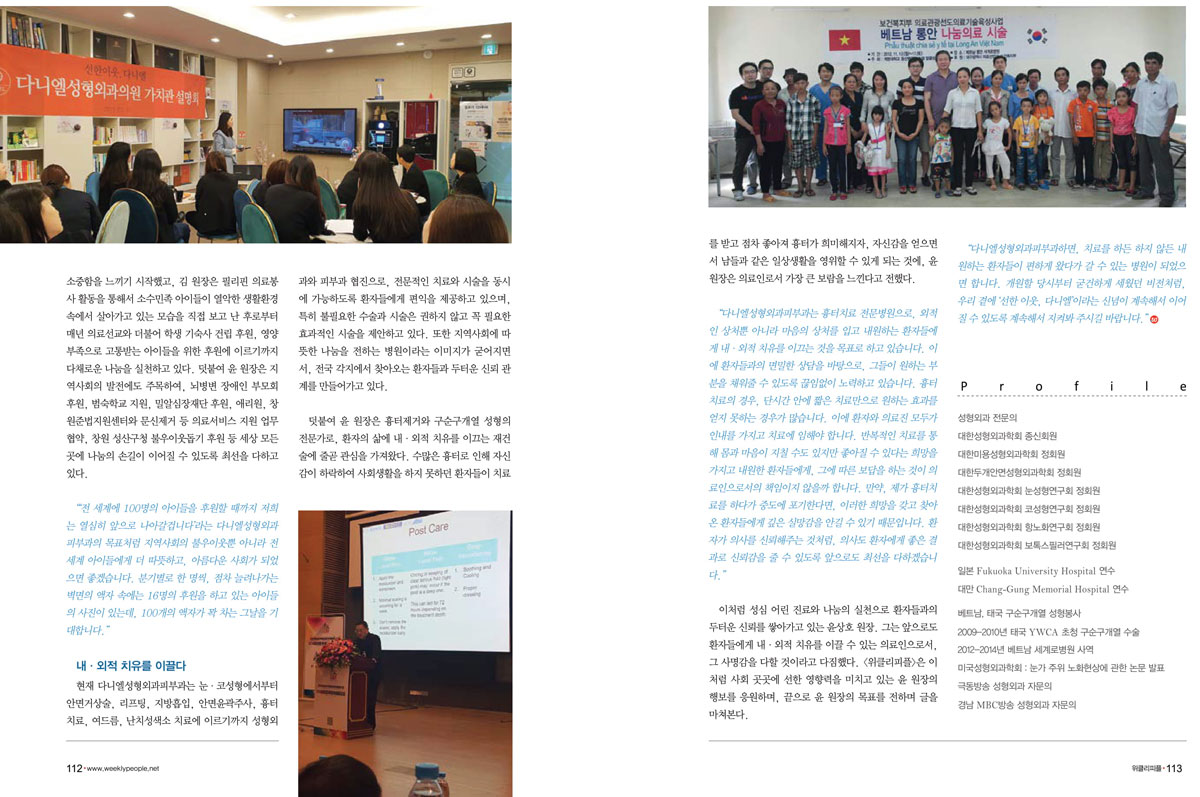 선한이웃, 다니엘
다니엘성형외과의원 가치관 설명회
소중함을 느끼기 시작했고, 김 원장은 필리핀 의료봉
사 활동을 통해서 소수민족 아이들이 열악한 생활환경
속에서 살아가고 있는 모습을 직접 보고 난 후로부터
매년 의료선교와 더불어 학생 기숙사 건립 후원, 영양
부족으로 고통받는 아이들을 위한 후원에 이르기까지
다채로운 나눔을 실천하고 있다. 덧붙여 윤 원장은 지
역사회의 발전에도 주목하여, 뇌병변 장애인 부모회
후원, 범숙학교 지원, 밀알심장재단 후원, 애리원, 창
원준법지원센터와 문신제거 등 의료서비스 지원 업무
협약, 창원 성산구청 불우이웃돕기 후원 등 세상 모든
곳에 나눔의 손길이 이어질 수 있도록 최선을 다하고
있다.
“‘전 세계에 100명의 아이들을 후원할 때까지 저희
는 열심히 앞으로 나아갈겁니다’라는 다니엘성형외과
피부과의 목표처럼 지역사회의 불우이웃뿐 아니라 전
세계 아이들에게 더 따뜻하고, 아름다운 사회가 되었
으면 좋겠습니다. 분기별로 한 명씩, 점차 늘려나가는
벽면의 액자 속에는 16명의 후원을 하고 있는 아이들
의 사진이 있는데, 100개의 액자가 꽉 차는 그날을 기
대합니다.”
내·외적 치유를 이끌다
현재 다니엘성형외과피부과는 눈·코성형에서부터
안면거상술, 리프팅, 지방흡입, 안면윤곽주사, 흉터
치료, 여드름, 난치성색소 치료에 이르기까지 성형외
과와 피부과 협진으로, 전문적인 치료와 시술을 동시
에 가능하도록 환자들에게 편익을 제공하고 있으며,
특히 불필요한 수술과 시술은 권하지 않고 꼭 필요한
효과적인 시술을 제안하고 있다. 또한 지역사회에 따
뜻한 나눔을 전하는 병원이라는 이미지가 굳어지면
서, 전국 각지에서 찾아오는 환자들과 두터운 신뢰 관
계를 만들어가고 있다.
덧붙여 윤 원장은 흉터제거와 구순구개열 성형의
전문가로, 환자의 삶에 내·외적 치유를 이끄는 재건
술에 줄곧 관심을 가져왔다. 수많은 흉터로 인해 자신
감이 하락하여 사회생활을 하지 못하던 환자들이 치료
Post Care
1. Soothing and
Cooling
2. Proper
dressing
112 • www.weeklypeople.net
보건복지부 의료관광선도의료기술육성사업
베트남 롱안 나눔의료 시술
Phẫu thuật chia sẻ y tế tại Long An Việt Nam
를 받고 점차 좋아져 흉터가 희미해지자, 자신감을 얻으면
서 남들과 같은 일상생활을 영위할 수 있게 되는 것에, 윤
원장은 의료인으로서 가장 큰 보람을 느낀다고 전했다.
“다니엘성형외과피부과는 흉터치료 전문병원으로, 외적
인 상처뿐 아니라 마음의 상처를 입고 내원하는 환자들에
게 내·외적 치유를 이끄는 것을 목표로 하고 있습니다. 이
에 환자들과의 면밀한 상담을 바탕으로, 그들이 원하는 부
분을 채워줄 수 있도록 끊임없이 노력하고 있습니다. 흉터
치료의 경우, 단시간 안에 짧은 치료만으로 원하는 효과를
얻지 못하는 경우가 많습니다. 이에 환자와 의료진 모두가
인내를 가지고 치료에 임해야 합니다. 반복적인 치료를 통
해 몸과 마음이 지칠 수도 있지만 좋아질 수 있다는 희망을
가지고 내원한 환자들에게, 그에 따른 보답을 하는 것이 의
료인으로서의 책임이지 않을까 합니다. 만약, 제가 흉터치
료를 하다가 중도에 포기한다면, 이러한 희망을 갖고 찾아
온 환자들에게 깊은 실망감을 안길 수 있기 때문입니다. 환
자가 의사를 신뢰해주는 것처럼, 의사도 환자에게 좋은 결
과로 신뢰감을 줄 수 있도록 앞으로도 최선을 다하겠습니
다.”
이처럼 성심 어린 진료와 나눔의 실천으로 환자들과의
두터운 신뢰를 쌓아가고 있는 윤상호 원장. 그는 앞으로도
환자들에게 내·외적 치유를 이끌 수 있는 의료인으로서,
그 사명감을 다할 것이라고 다짐했다. 〈위클리피플〉은 이
처럼 사회 곳곳에 선한 영향력을 미치고 있는 윤 원장의
행보를 응원하며, 끝으로 윤 원장의 목표를 전하며 글을
마쳐본다.
“다니엘성형외과피부과하면, 치료를 하든 하지 않든 내
원하는 환자들이 편하게 왔다가 갈 수 있는 병원이 되었으
면 합니다. 개원할 당시부터 굳건하게 세웠던 비전처럼,
우리 곁에 ‘선한 이웃, 다니엘’이라는 신념이 계속해서 이어
질 수 있도록 계속해서 지켜봐 주시길 바랍니다.”
Profile
성형외과 전문의
대한성형외과학회 종신회원
대한미용성형외과학회 정회원
대한두개안면성형외과학회 정회원
대한성형외과학회 눈성형연구회 정회원
대한성형외과학회 코성형연구회 정회원
대한성형외과학회 항노화연구회 정회원
대한성형외과학회 보톡스필러연구회 정회원
일본 Fukuoka University Hospital 연수
대만 Chang-Gung Memorial Hospital 연수
베트남, 태국 구순구개열 성형봉사
2009~2010년 태국 YWCA 초청 구순구개열 수술
2012~2014년 베트남 세계로병원 사역
미국성형외과학회 : 눈가 주위 노화현상에 관한 논문 발표
극동방송 성형외과 자문의
경남 MBC방송 성형외과 자문의
위클리피플 • 113